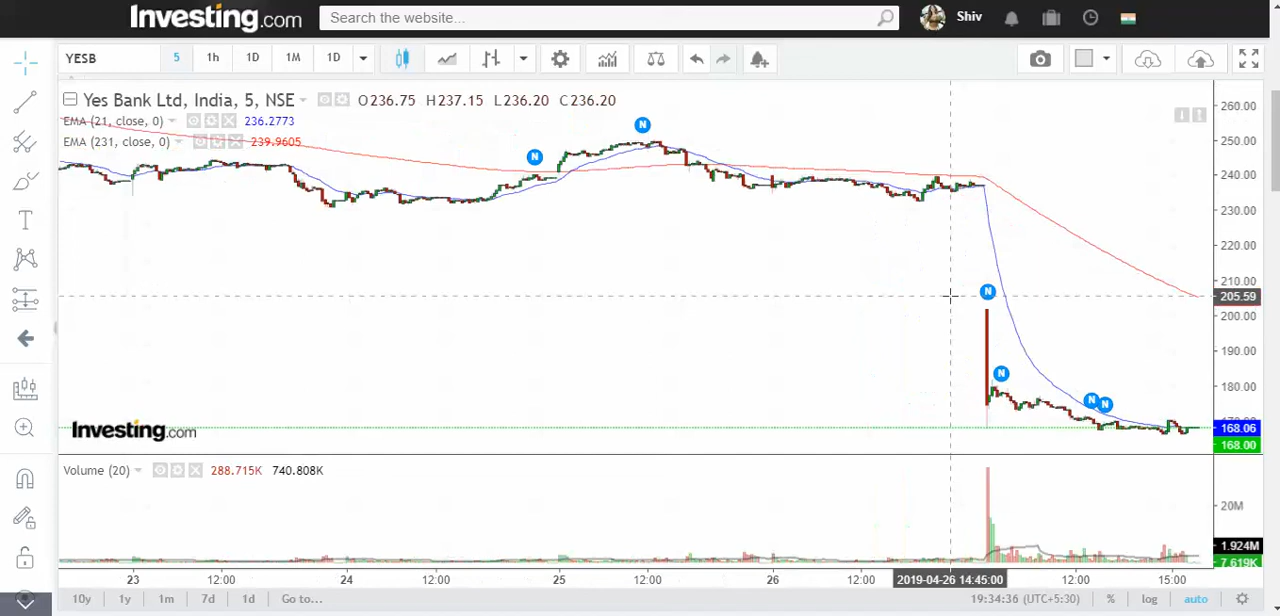 Investing.com
Search the website...
Shiv
YESB 5 1h 1D 1M 1D
Yes Bank Ltd, India, 5, NSE O236.75 H237.15 L236.20 C236.20
EMA (21, close, 0) 236.2773
EMA (231, close, 0) 239.9605
N
N
N
N
N N
260.00
250.00
240.00
230.00
220.00
210.00
205.59
200.00
190.00
180.00
168.06
168.00
Investing.com
Volume (20) 288.715K 740.808K
20M
1.924M
7.619K
23 12:00 24 12:00 25 12:00 26 12:00 2019-04-26 14:45:00 12:00 15:00
10y 1y 1m 7d 1d Go to... 19:34:36 (UTC+5:30) % log auto